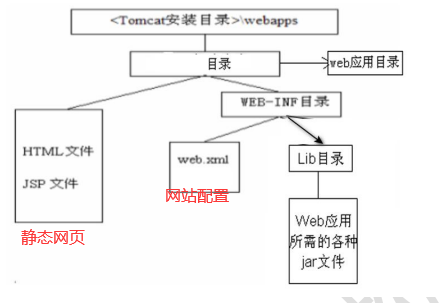 <Tomcat安装目录>\webapps
目录
web应用目录
WEB-INF目录
HTML文件
JSP 文件
web.xml
Lib目录
网站配置
静态网页
Web应用
所需的各种
jar文件